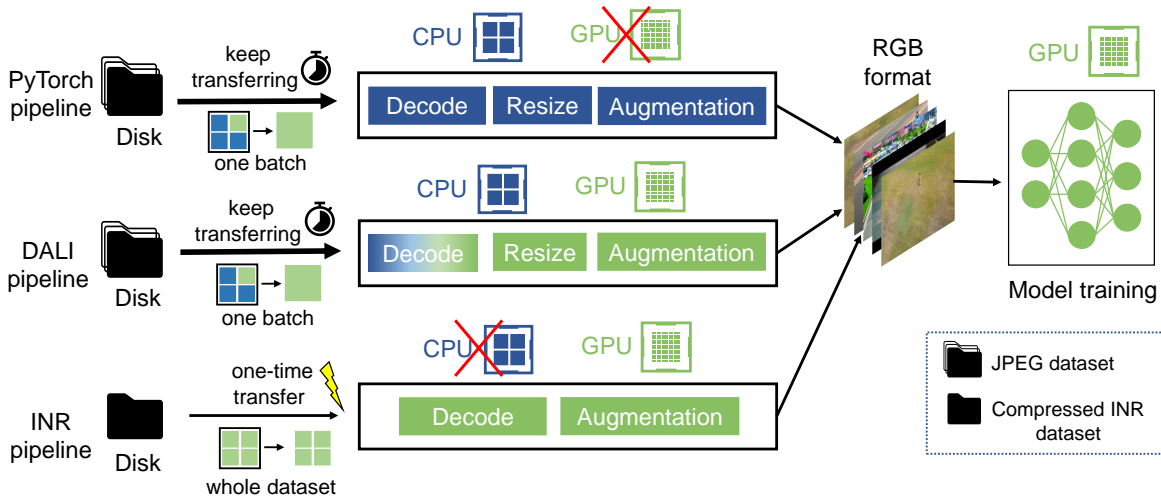 PyTorch
pipeline
Disk
keep
transferring
one batch
CPU
GPU
Decode
Resize
Augmentation
DALI
pipeline
Disk
keep
transferring
one batch
CPU
GPU
Decode
Resize
Augmentation
INR
pipeline
Disk
one-time
transfer
whole dataset
CPU
GPU
Decode
Augmentation
RGB
format
GPU
Model training
JPEG dataset
Compressed INR
dataset